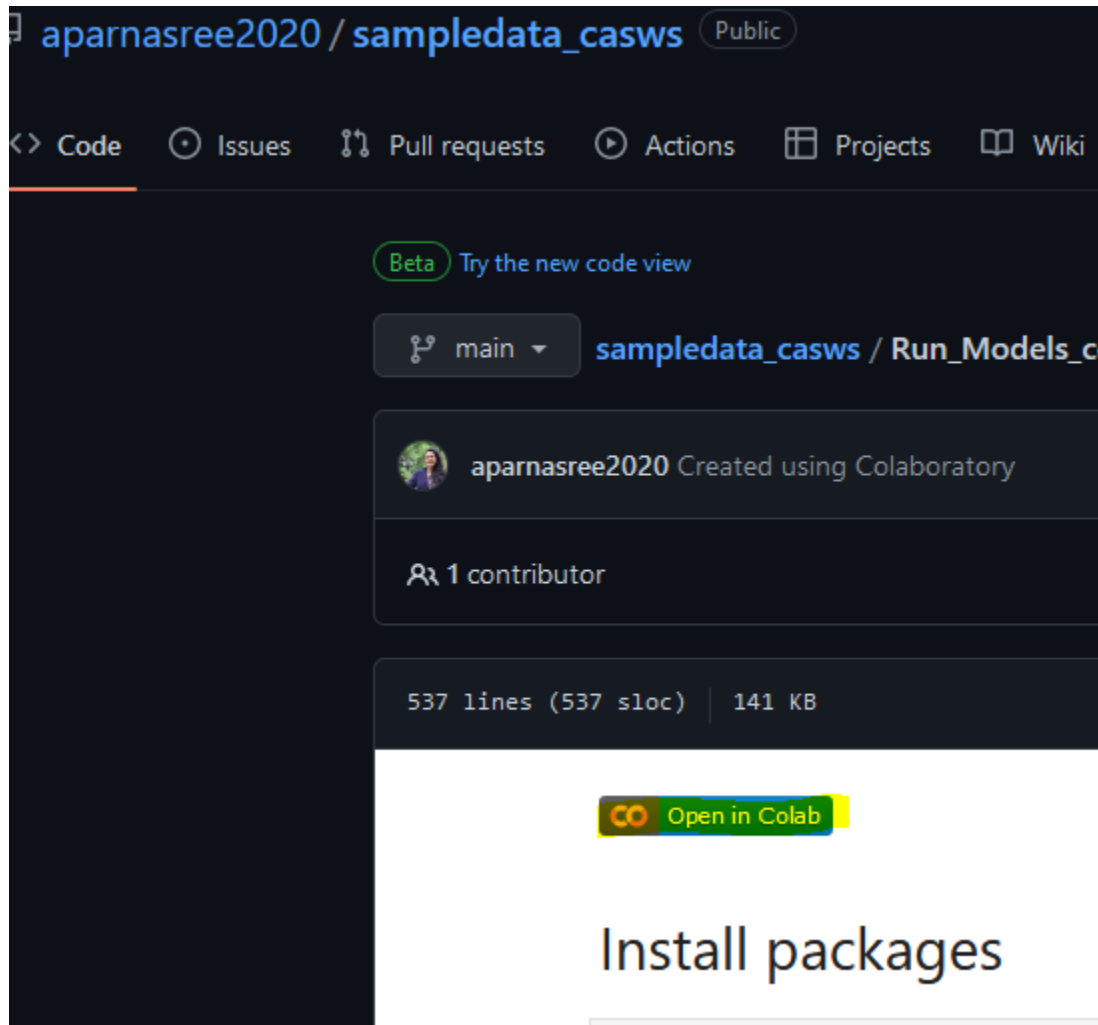 aparnasree2020 / sampledata_casws Public
<> Code Issues Pull requests Actions Projects Wiki
Beta Try the new code view
main sampledata_casws / Run_Models_c
aparnasree2020 Created using Colaboratory
1 contributor
537 lines (537 sloc) | 141 KB
CO Open in Colab
Install packages